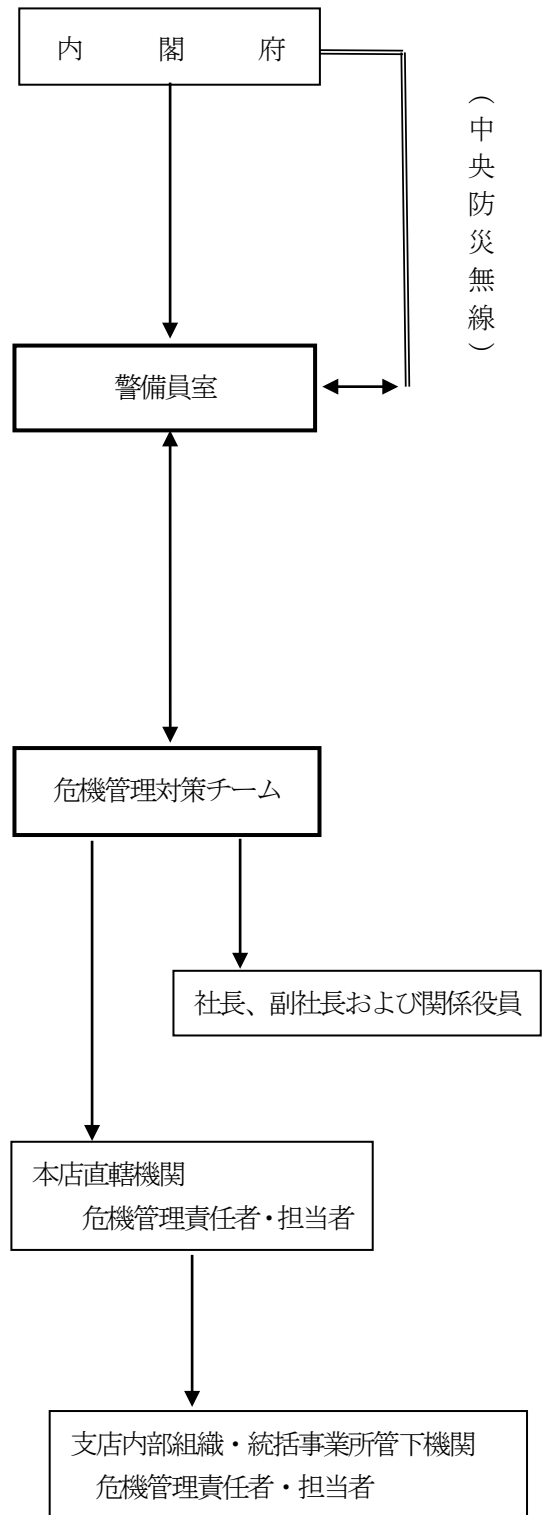 内　閣　府
（中央防災無線）
警備員室
危機管理対策チーム
社長、副社長および関係役員
本店直轄機関
危機管理責任者・担当者
支店内部組織・統括事業所管下機関
危機管理責任者・担当者